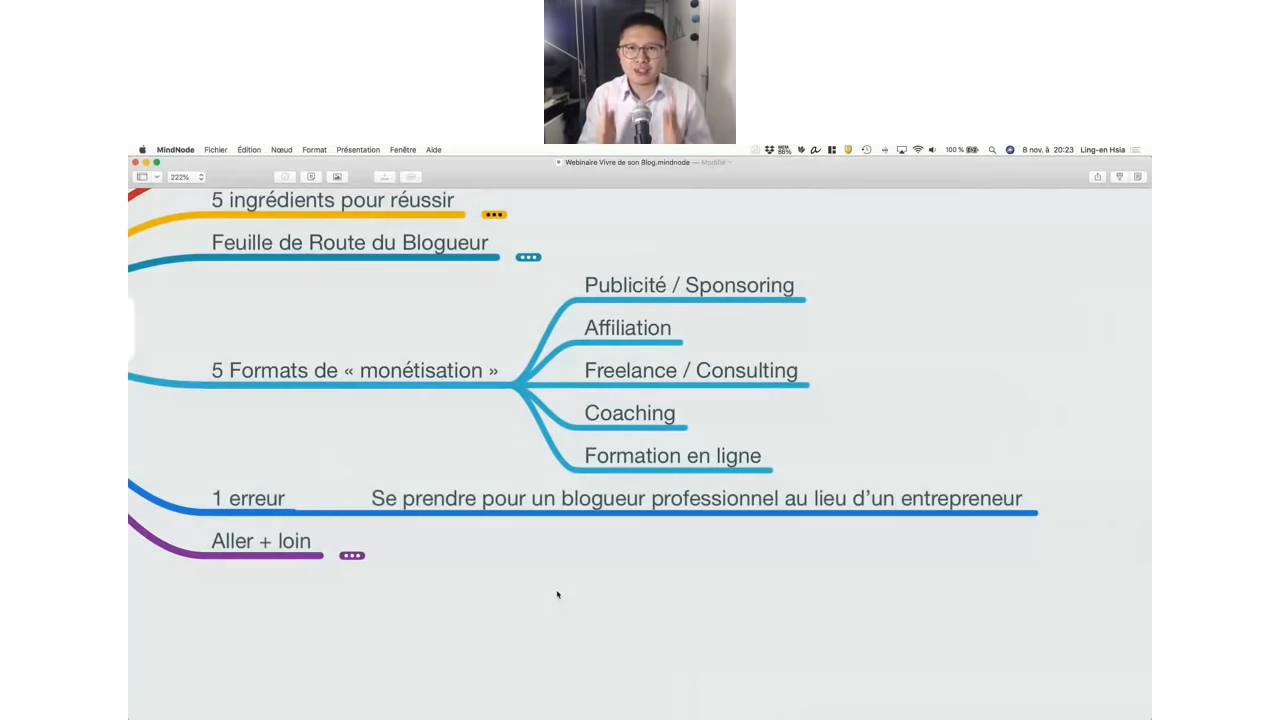 MindNode Fichier Édition Nœud Format Présentation Fenêtre Aide 100 % 8 nov. à 20:23 Ling-en Hsia
Webinaire Vivre de son Blog.mindnode — Modifié
222%
5 ingrédients pour réussir
Feuille de Route du Blogueur
Publicité / Sponsoring
Affiliation
5 Formats de « monétisation »
Freelance / Consulting
Coaching
Formation en ligne
1 erreur
Se prendre pour un blogueur professionnel au lieu d’un entrepreneur
Aller + loin